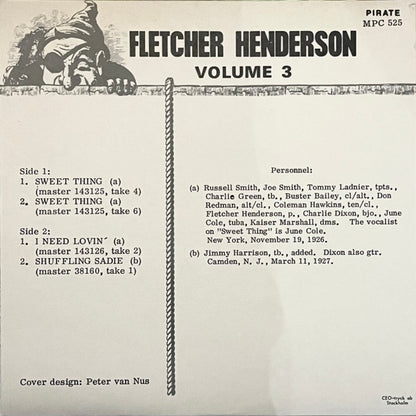 PIRATE
MPC 525
FLETCHER HENDERSON
VOLUME 3
Side 1:
1. SWEET THING (a)
(master 143125, take 4)
2. SWEET THING (a)
(master 143125, take 6)
Side 2:
1. I NEED LOVIN' (a)
(master 143126, take 2)
2. SHUFFLING SADIE (b)
(master 38160, take 1)
Cover design: Peter van Nus
Personnel:
(a) Russell Smith, Joe Smith, Tommy Ladnier, tpts.,
Charlie Green, tb., Buster Bailey, cl/alt., Don
Redman, alt/cl., Coleman Hawkins, ten/cl.,
Fletcher Henderson, p., Charlie Dixon, bjo., June
Cole, tuba, Kaiser Marshall, dms. The vocalist
on "Sweet Thing" is June Cole.
New York, November 19, 1926.
(b) Jimmy Harrison, tb., added. Dixon also gtr.
Camden, N. J., March 11, 1927.
CEO-tryck ab
Stockholm